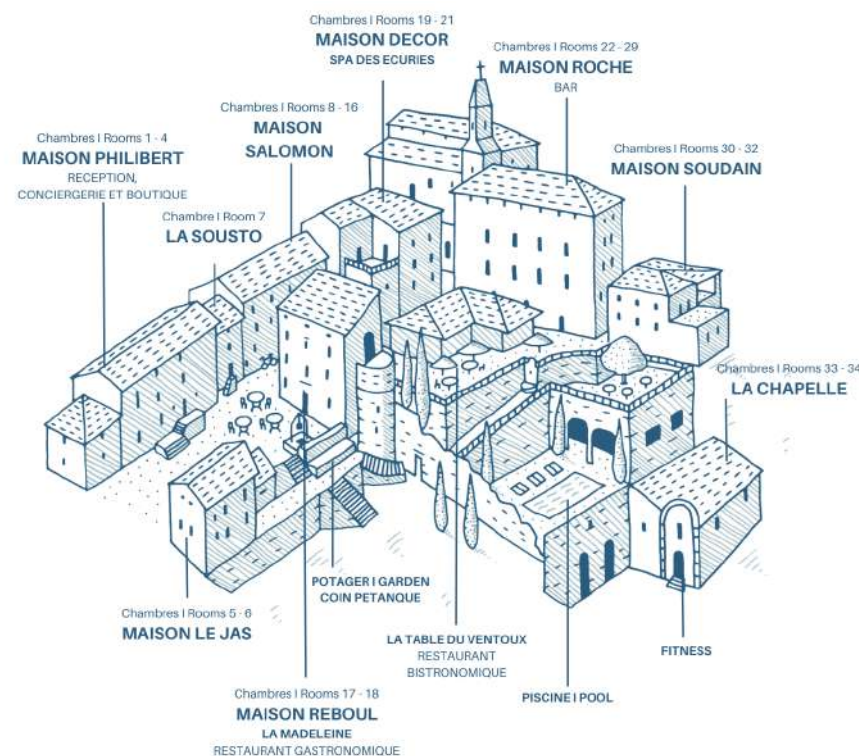 Chambres I Rooms 19 - 21
MAISON DECOR
SPA DES ECURIES
Chambres I Rooms 22 - 29
MAISON ROCHE
BAR
Chambres I Rooms 8 - 16
MAISON
SALOMON
Chambres I Rooms 1 - 4
MAISON PHILIBERT
RECEPTION,
CONCIERGERIE ET BOUTIQUE
Chambres I Rooms 30 - 32
MAISON SOUDAIN
Chambre I Room 7
LA SOUSTO
Chambres I Rooms 33 - 34
LA CHAPELLE
POTAGER I GARDEN
COIN PETANQUE
Chambres I Rooms 5 - 6
MAISON LE JAS
LA TABLE DU VENTOUX
RESTAURANT
BISTRONOMIQUE
FITNESS
PISCINE I POOL
Chambres I Rooms 17 - 18
MAISON REBOUL
LA MADELEINE
RESTAURANT GASTRONOMIQUE